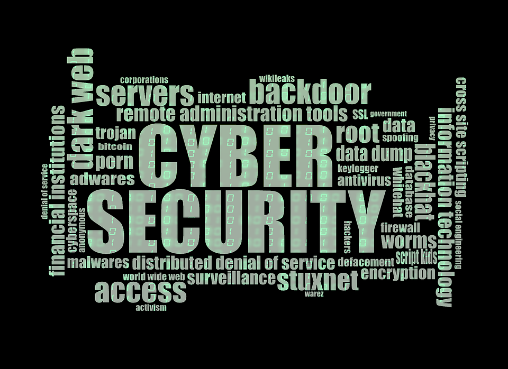 corporations
wikileaks
servers
internet
backdoor
dark web
remote administration tools
SSL
government
trojan
bitcoin
porn
adwares
CYBER
root
data
spoofing
data dump
keylogger
antivirus
privacy
cross site scripting
information technology
blackhat
database
whitehat
financial institutions
denial of service
cyberspace
anonymous
SECURITY
hackers
firewall
worms
script kids
social engineering
malwares
distributed denial of service
defacement
encryption
world wide web
surveillance
stuxnet
access
warez
activism